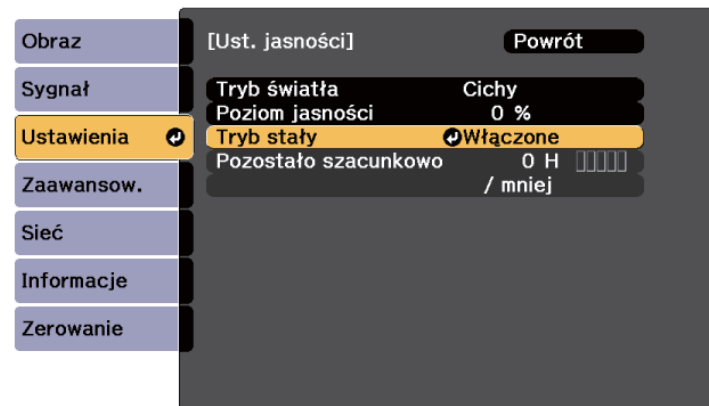 Obraz
Sygnał
Ustawienia
Zaawansow.
Sieć
Informacje
Zerowanie
[Ust. jasności] Powrót
Tryb światła Cichy
Poziom jasności 0 %
Tryb stały Włączone
Pozostało szacunkowo 0 H
/ mniej